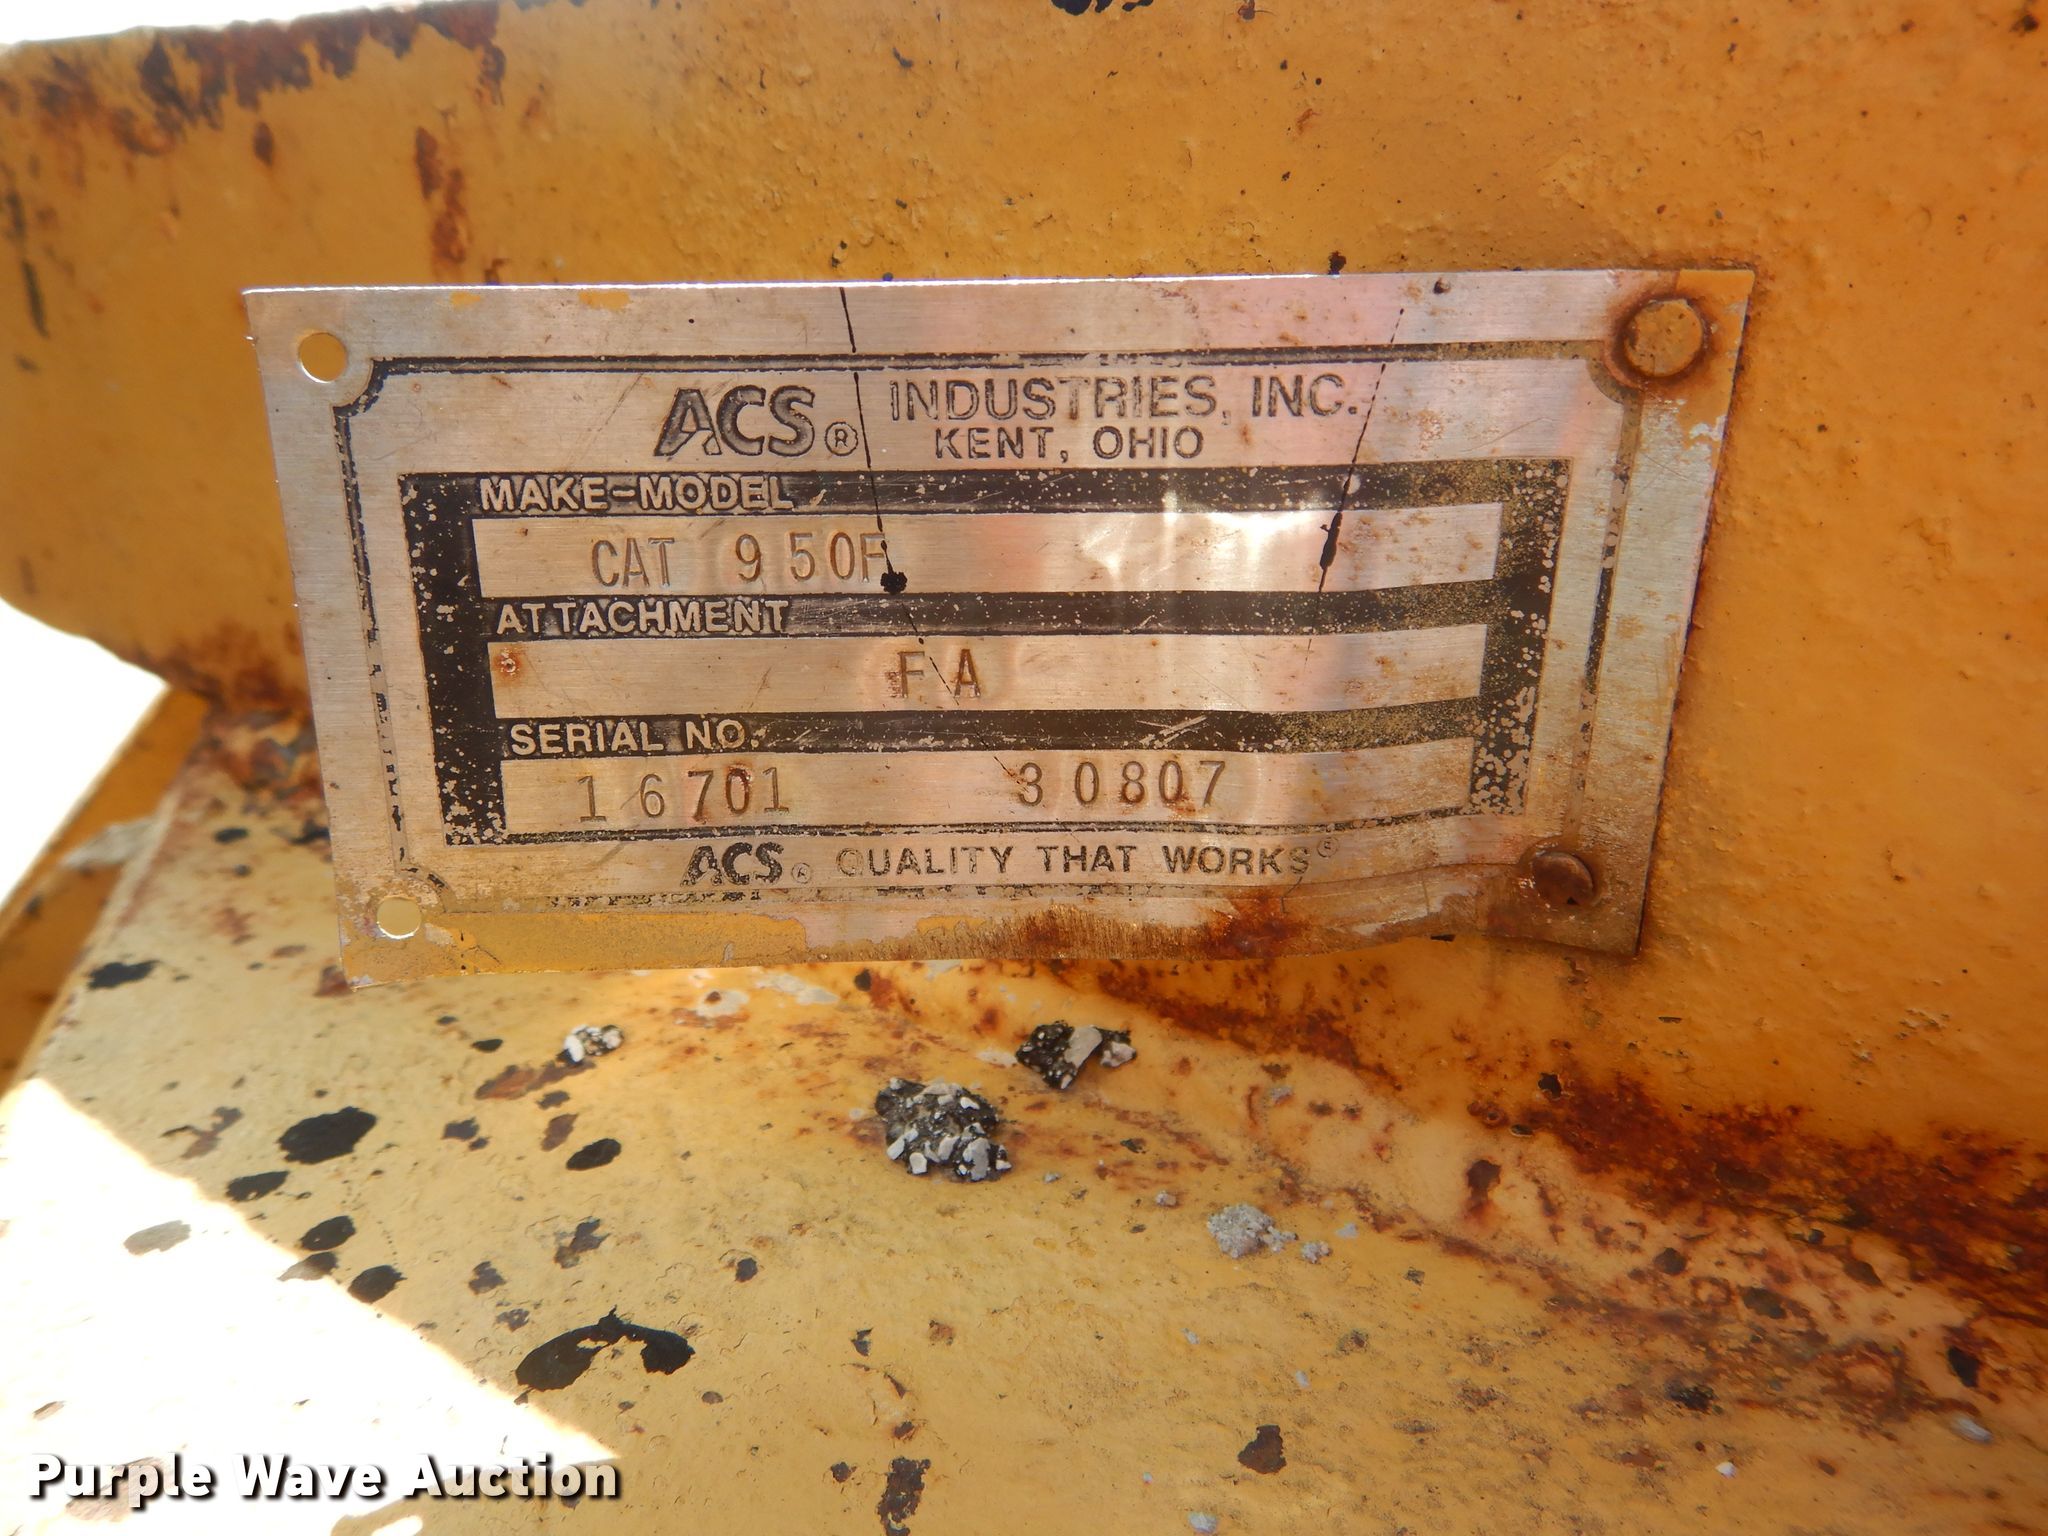 ACS® INDUSTRIES, INC.
KENT, OHIO
MAKE-MODEL
CAT 950F
ATTACHMENT
FA
SERIAL NO.
16701 30807
ACS® QUALITY THAT WORKS®
Purple Wave Auction